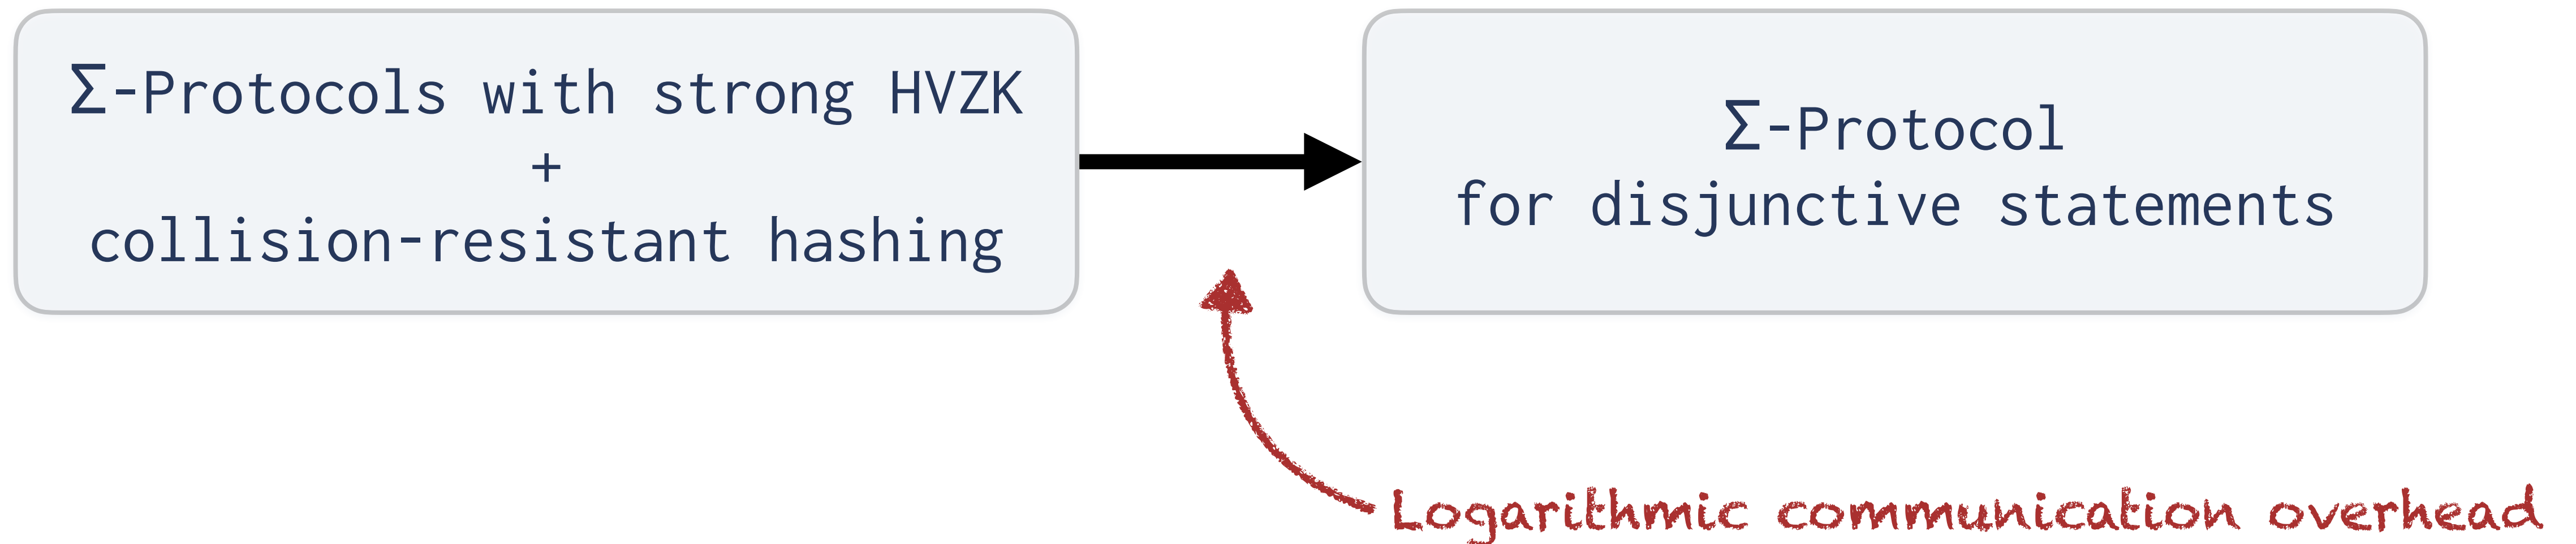 Σ-Protocols with strong HVZK
+
collision-resistant hashing
Σ-Protocol
for disjunctive statements
Logarithmic communication overhead